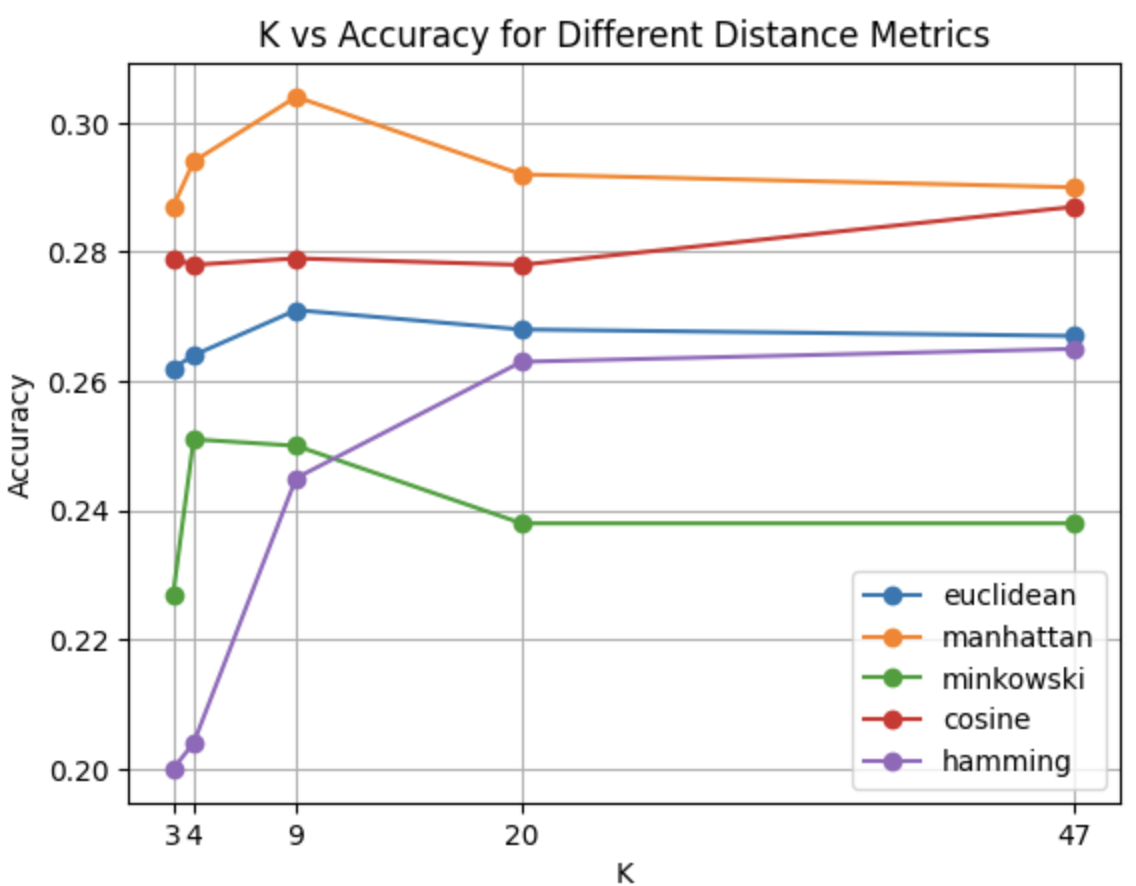 K vs Accuracy for Different Distance Metrics
Accuracy
0.30
0.28
0.26
0.24
0.22
0.20
euclidean
manhattan
minkowski
cosine
hamming
3 4 9 20 47
K